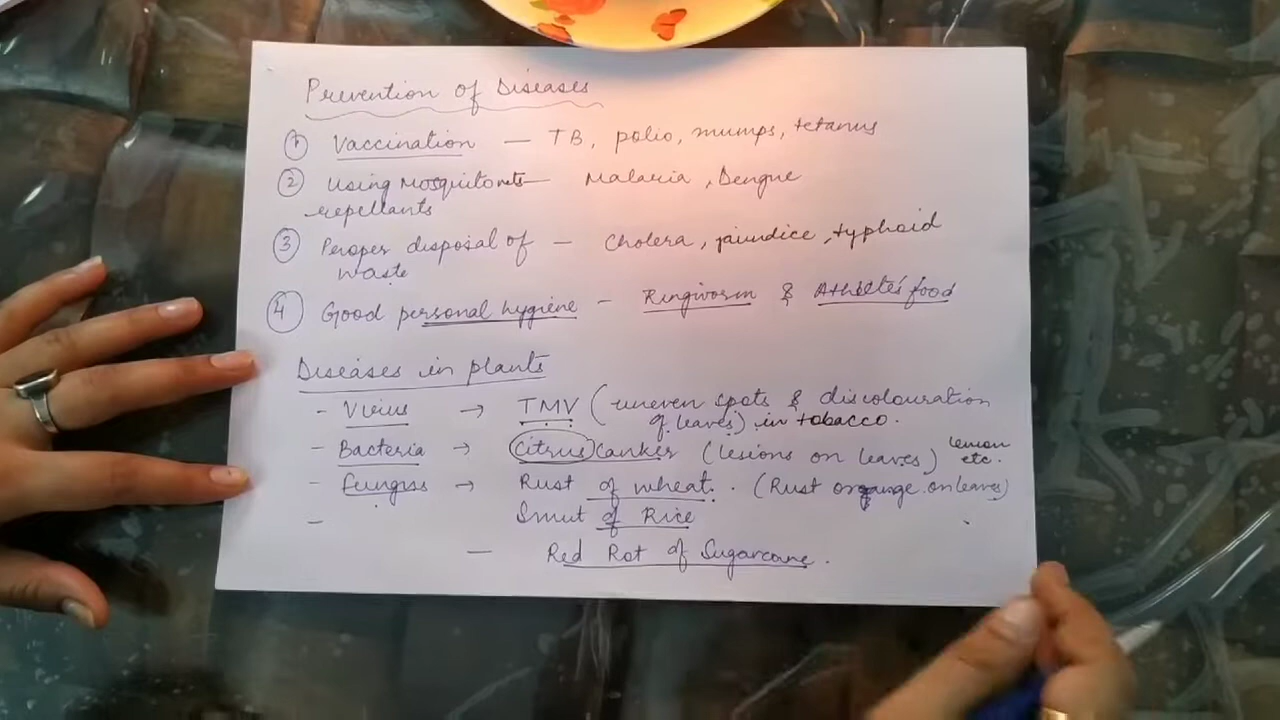 Prevention of Diseases
1 Vaccination — TB, polio, mumps, tetanus
2 Using Mosquitonets — Malaria, Dengue
repellants
3 Proper disposal of — Cholera, jaundice, typhoid
waste
4 Good personal hygiene — Ringworm & Athlete's food
Diseases in plants
- Virus → TMV (uneven spots & discolouration
of leaves) in tobacco.
- Bacteria → Citrus Canker (lesions on leaves) lemon
etc.
- Fungus → Rust of wheat. (Rust orange on leaves)
- Smut of Rice
— Red Rot of Sugarcane.